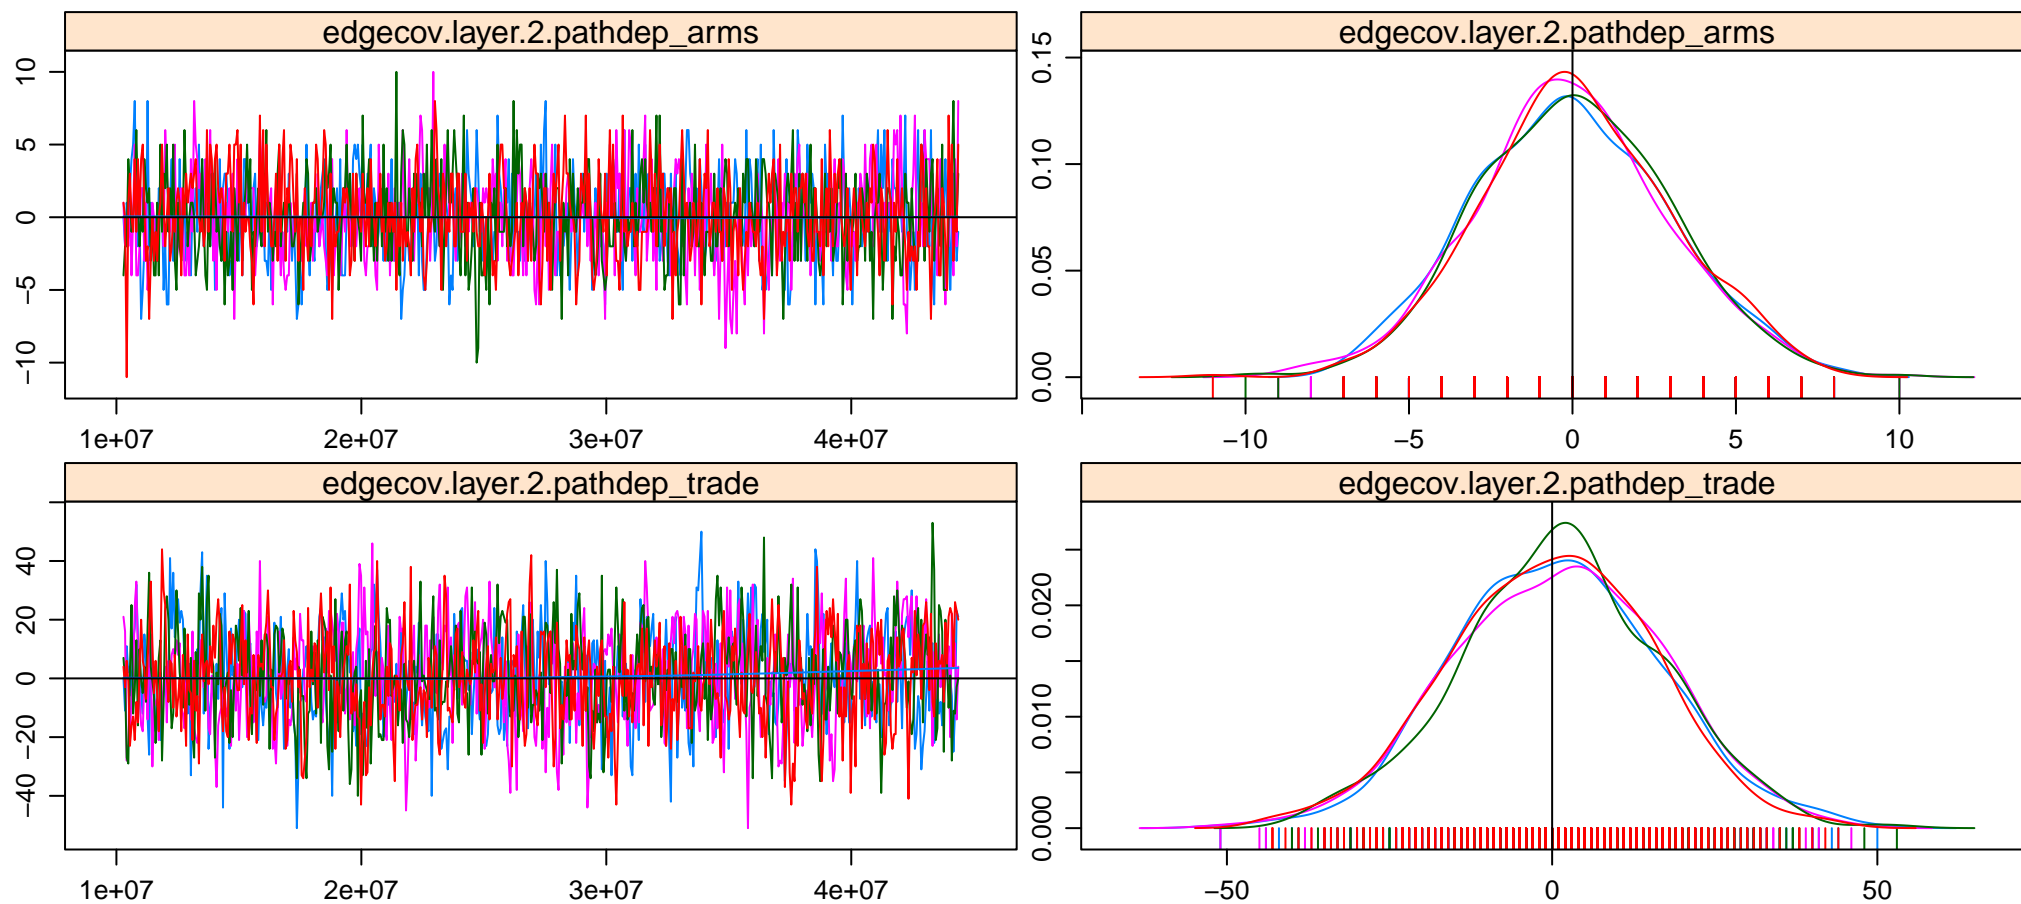 edgecov.layer.2.pathdep_arms
10
5
0
−5
−10
1e+07 2e+07 3e+07 4e+07
edgecov.layer.2.pathdep_arms
0.15
0.10
0.05
0.00
−10 −5 0 5 10
edgecov.layer.2.pathdep_trade
40
20
0
−20
−40
1e+07 2e+07 3e+07 4e+07
edgecov.layer.2.pathdep_trade
0.020
0.010
0.000
−50 0 50